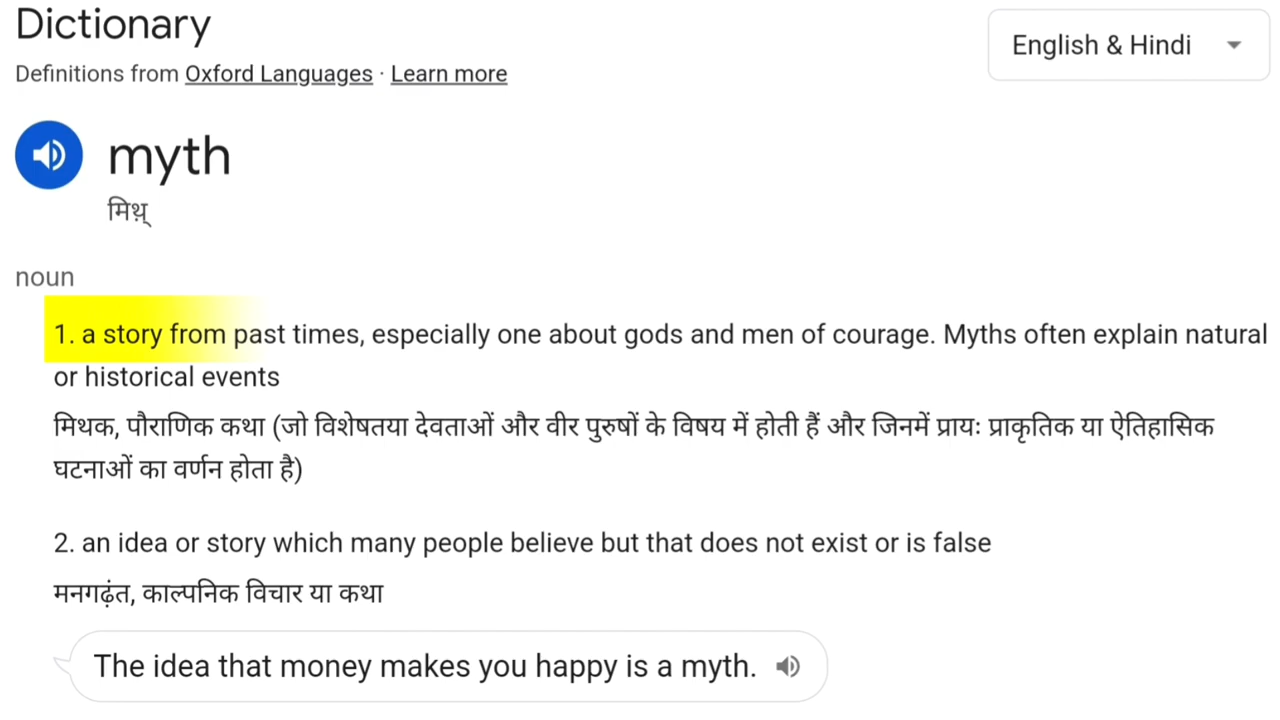 Dictionary
English & Hindi
Definitions from Oxford Languages · Learn more
myth
मिथ़्
noun
1. a story from past times, especially one about gods and men of courage. Myths often explain natural
or historical events
मिथक, पौराणिक कथा (जो विशेषतया देवताओं और वीर पुरुषों के विषय में होती हैं और जिनमें प्रायः प्राकृतिक या ऐतिहासिक
घटनाओं का वर्णन होता है)
2. an idea or story which many people believe but that does not exist or is false
मनगढ़ंत, काल्पनिक विचार या कथा
The idea that money makes you happy is a myth.